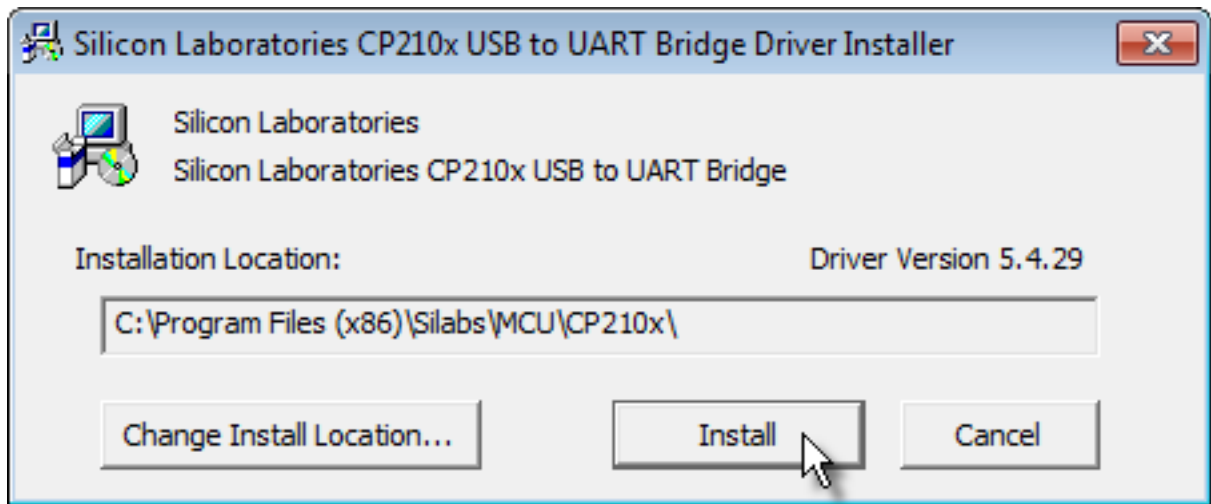 Silicon Laboratories CP210x USB to UART Bridge Driver Installer
Silicon Laboratories
Silicon Laboratories CP210x USB to UART Bridge
Installation Location: Driver Version 5.4.29
C:\Program Files (x86)\Silabs\MCU\CP210x\
Change Install Location... Install Cancel